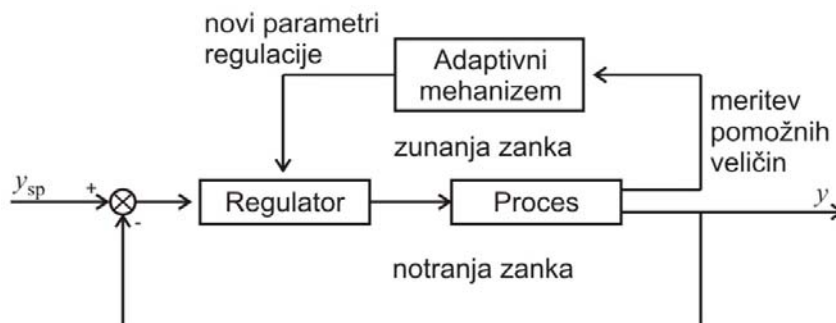 novi parametri
regulacije
Adaptivni
mehanizem
meritev
pomožnih
veličin
zunanja zanka
y_sp
+
-
Regulator
Proces
y
notranja zanka